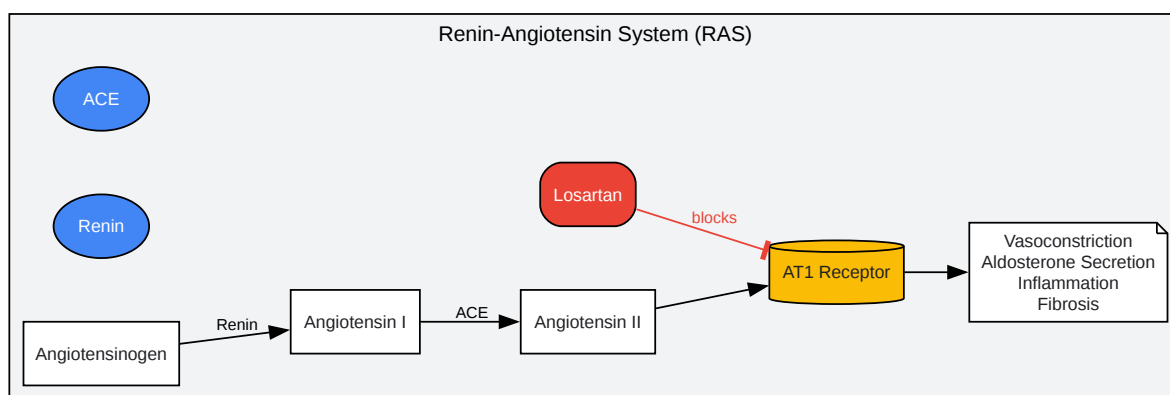 Renin-Angiotensin System (RAS)
ACE
Renin
Losartan
blocks
AT1 Receptor
Vasoconstriction
Aldosterone Secretion
Inflammation
Fibrosis
Angiotensinogen
Renin
Angiotensin I
ACE
Angiotensin II